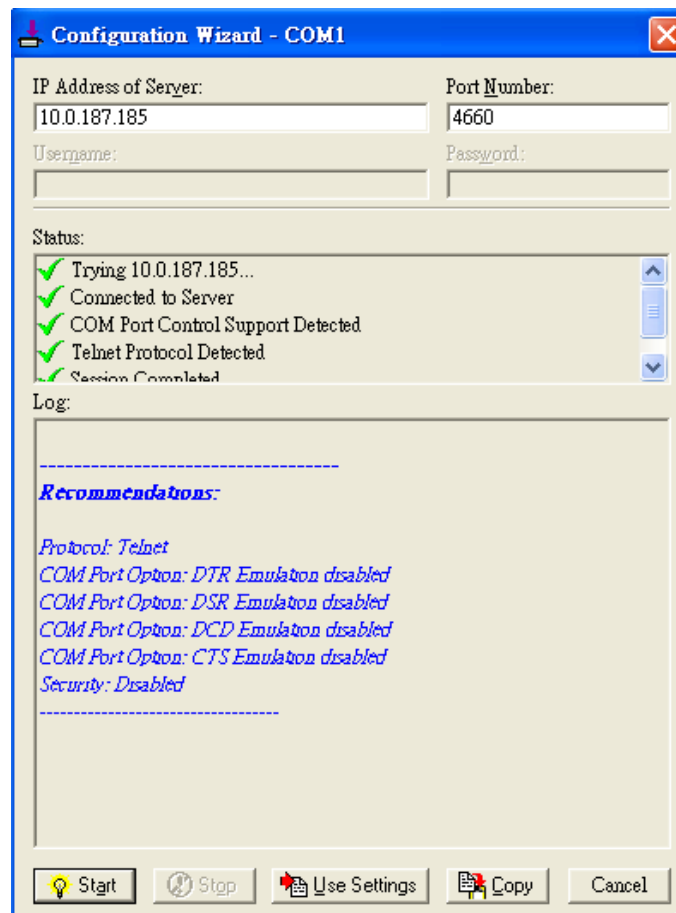 Configuration Wizard - COM1
IP Address of Server:
Port Number:
10.0.187.185
4660
Username:
Password:
Status:
Trying 10.0.187.185...
Connected to Server
COM Port Control Support Detected
Telnet Protocol Detected
Session Completed
Log:
-----------------------------------
Recommendations:
Protocol: Telnet
COM Port Option: DTR Emulation disabled
COM Port Option: DSR Emulation disabled
COM Port Option: DCD Emulation disabled
COM Port Option: CTS Emulation disabled
Security: Disabled
-----------------------------------
Start
Stop
Use Settings
Copy
Cancel